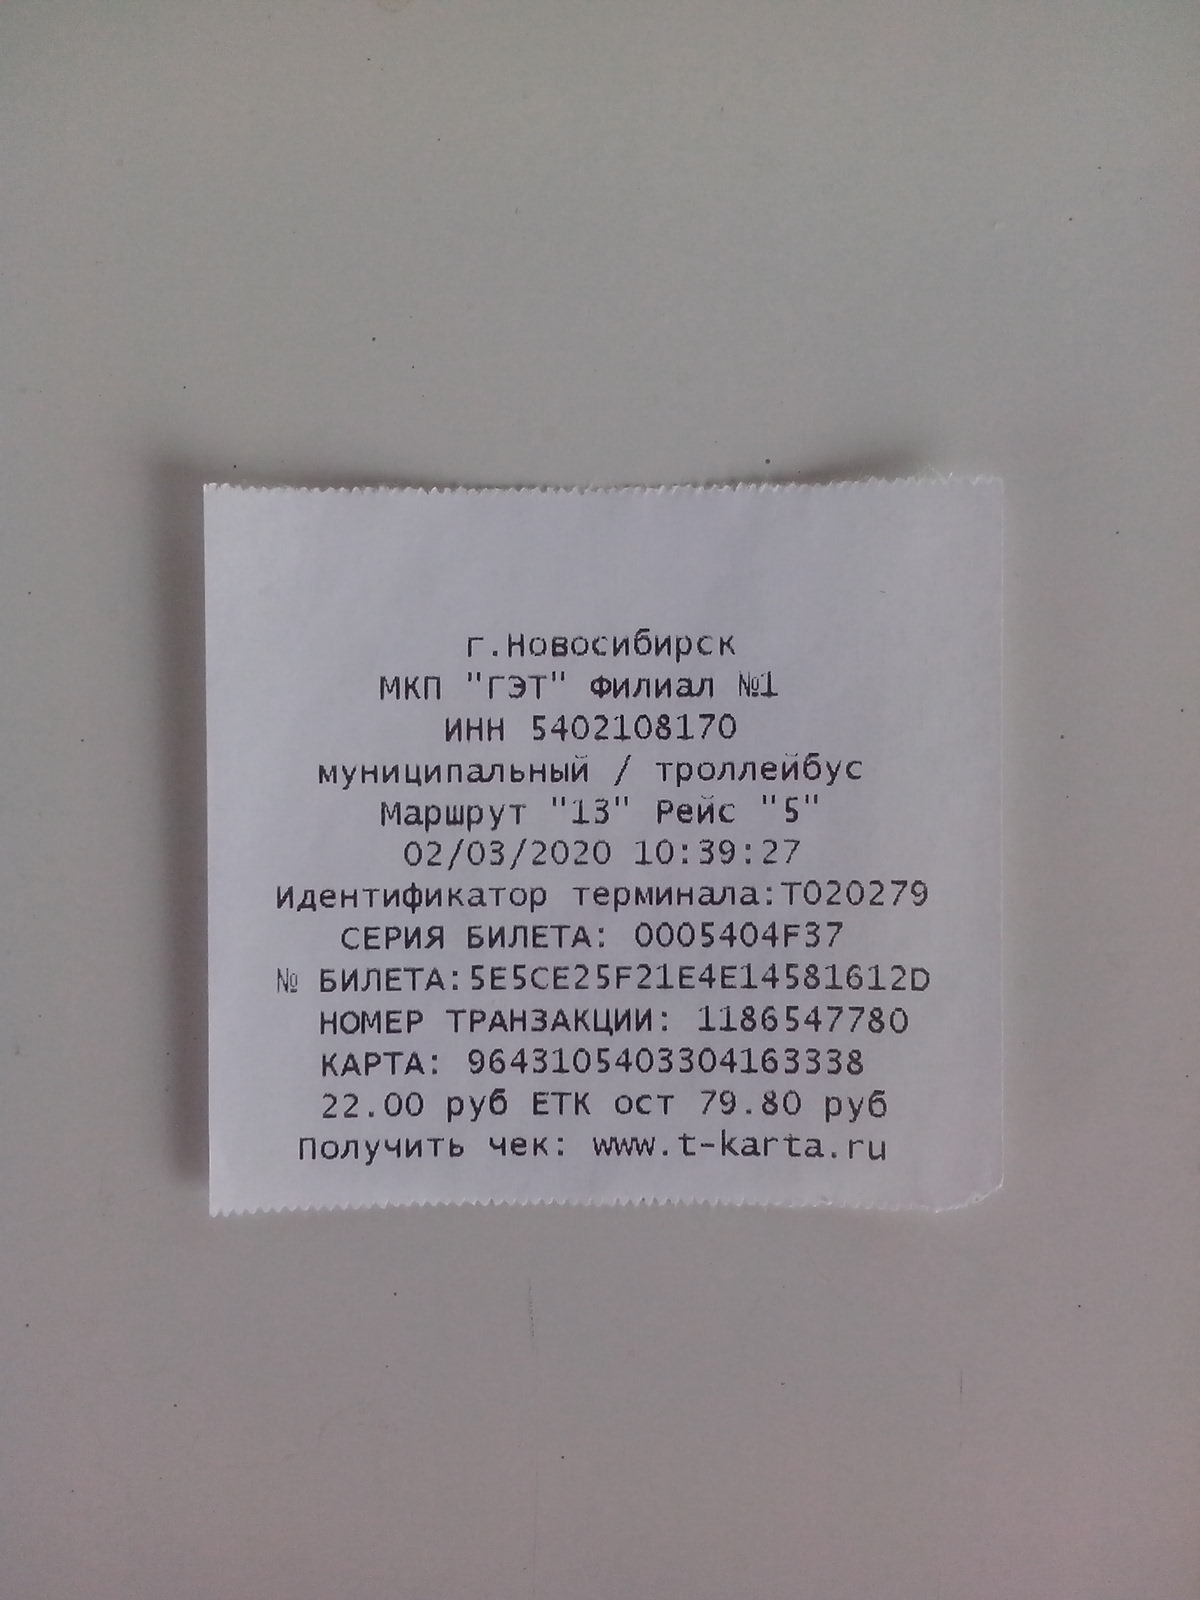 г.Новосибирск
МКП "ГЭТ" Филиал №1
ИНН 5402108170
муниципальный / троллейбус
Маршрут "13" Рейс "5"
02/03/2020 10:39:27
Идентификатор терминала:Т020279
СЕРИЯ БИЛЕТА: 0005404F37
№ БИЛЕТА:5E5CE25F21E4E14581612D
НОМЕР ТРАНЗАКЦИИ: 1186547780
КАРТА: 9643105403304163338
22.00 руб ЕТК ост 79.80 руб
Получить чек: www.t-karta.ru